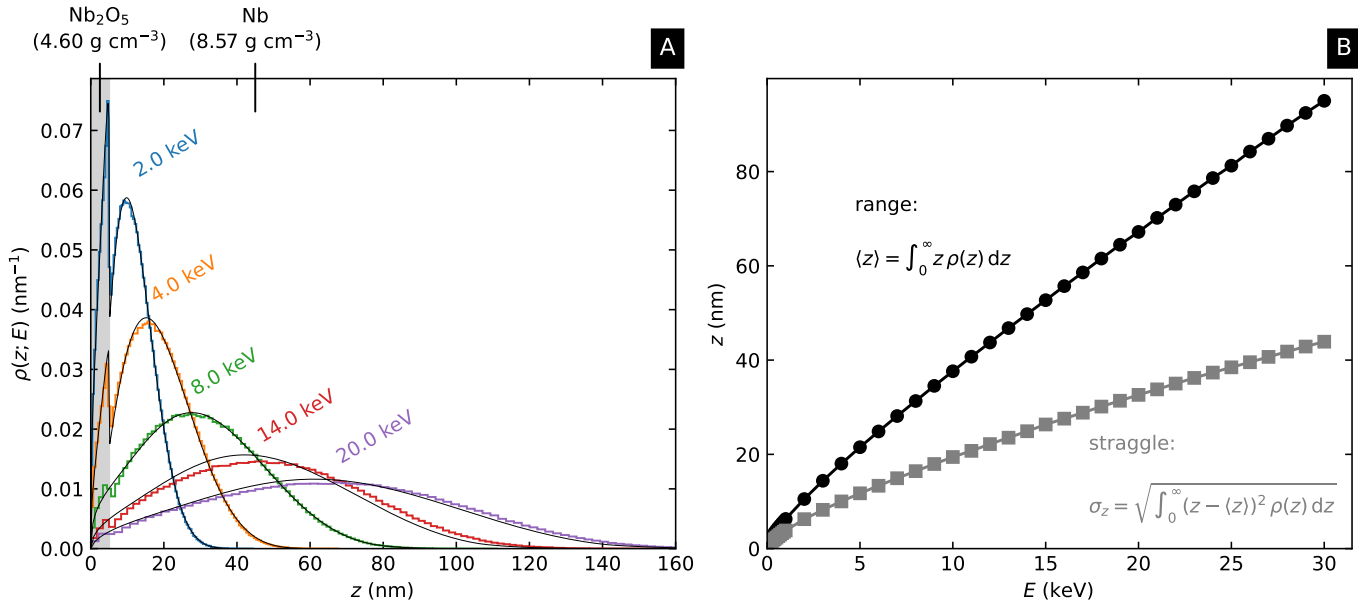 Nb₂O₅
(4.60 g cm⁻³)
Nb
(8.57 g cm⁻³)
A
ρ(z; E) (nm⁻¹)
0.07
0.06
0.05
0.04
0.03
0.02
0.01
0.00
2.0 keV
4.0 keV
8.0 keV
14.0 keV
20.0 keV
0 20 40 60 80 100 120 140 160
z (nm)
B
z (nm)
80
60
40
20
0
range:
⟨z⟩ = ∫₀^∞ z ρ(z) dz
straggle:
σ_z = √(∫₀^∞ (z − ⟨z⟩)² ρ(z) dz)
0 5 10 15 20 25 30
E (keV)